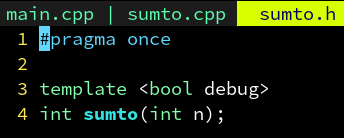 main.cpp | sumto.cpp  sumto.h
1 #pragma once
2
3 template <bool debug>
4 int sumto(int n);